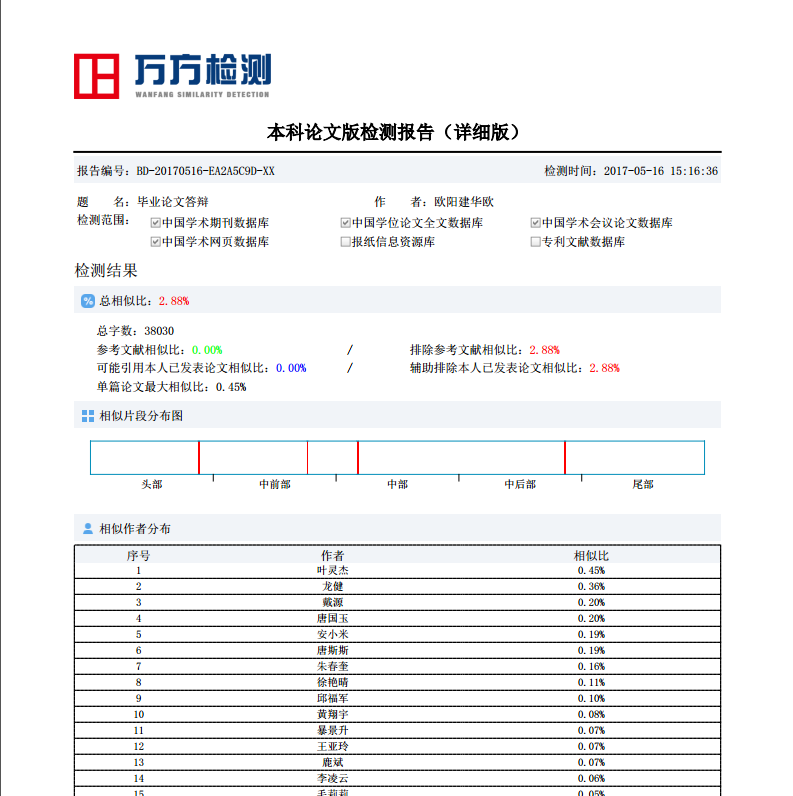 万方检测
WANFANG SIMILARITY DETECTION
本科论文版检测报告（详细版）
报告编号：BD-20170516-EA2A5C9D-XX 检测时间：2017-05-16 15:16:36
题 名：毕业论文答辩 作 者：欧阳建华欧
检测范围： 中国学术期刊数据库 中国学位论文全文数据库 中国学术会议论文数据库
中国学术网页数据库 报纸信息资源库 专利文献数据库
检测结果
% 总相似比：2.88%
总字数：38030
参考文献相似比：0.00% / 排除参考文献相似比：2.88%
可能引用本人已发表论文相似比：0.00% / 辅助排除本人已发表论文相似比：2.88%
单篇论文最大相似比：0.45%
相似片段分布图
头部 中前部 中部 中后部 尾部
相似作者分布
序号 作者 相似比
1 叶灵杰 0.45%
2 龙健 0.36%
3 戴源 0.20%
4 唐国玉 0.20%
5 安小米 0.19%
6 唐斯斯 0.19%
7 朱春奎 0.16%
8 徐艳晴 0.11%
9 邱福军 0.10%
10 黄翔宇 0.08%
11 暴景升 0.07%
12 王亚玲 0.07%
13 鹿斌 0.07%
14 李凌云 0.06%
15 毛莉莉 0.05%